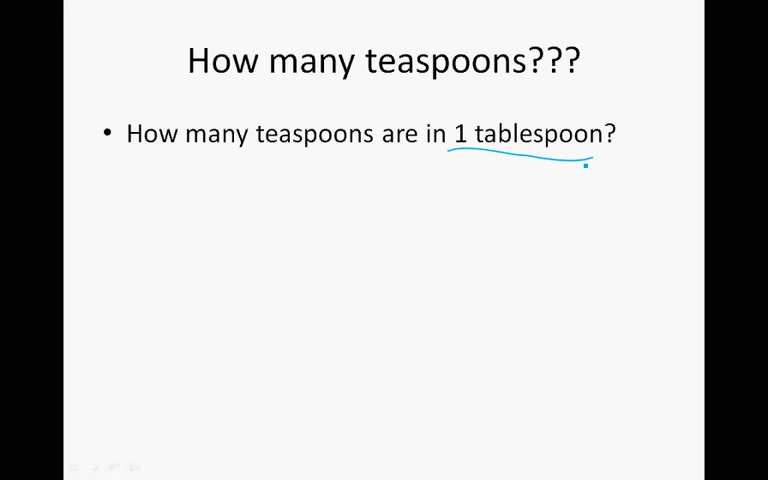 How many teaspoons???
• How many teaspoons are in 1 tablespoon?